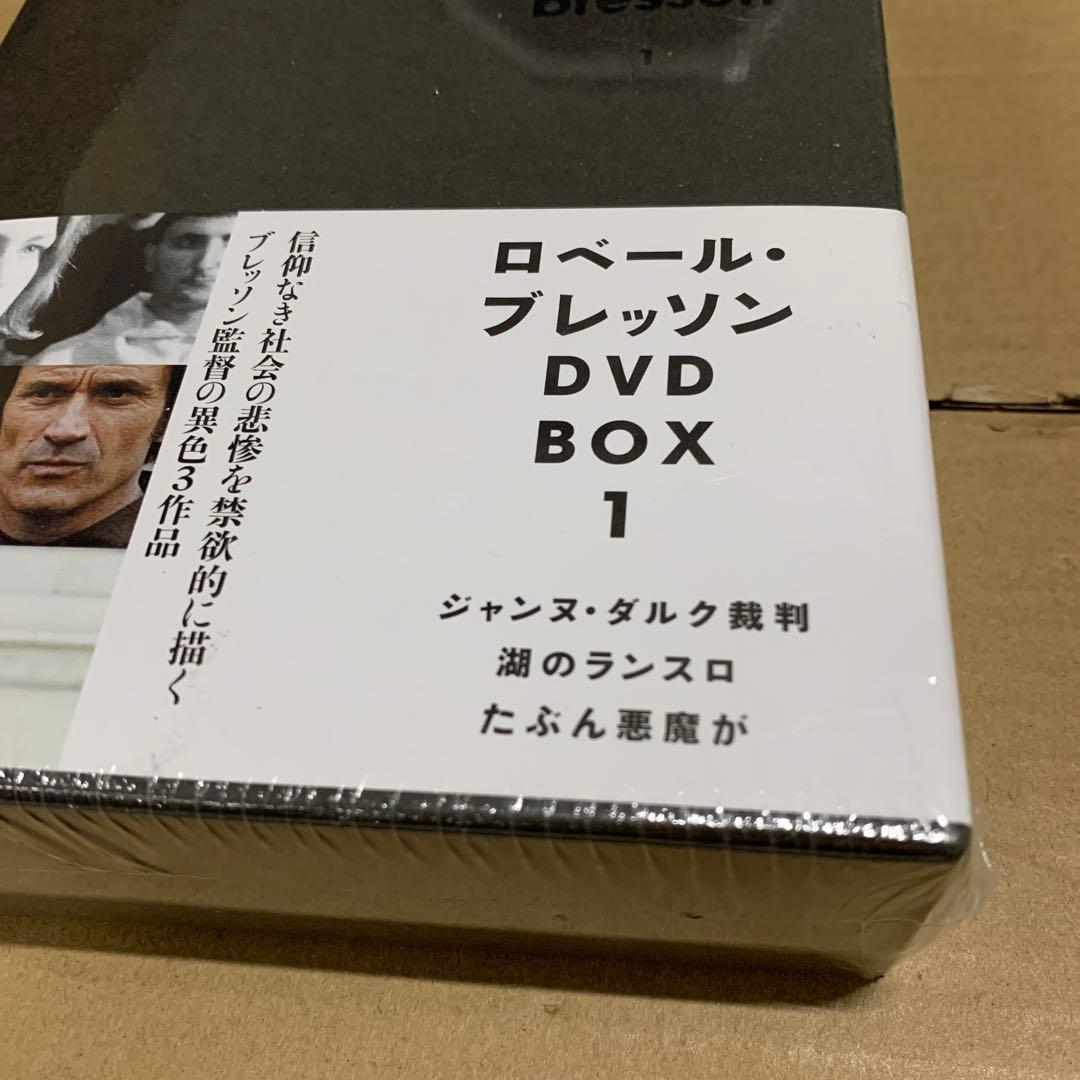 Bresson
1
ロベール・
ブレッソン
DVD
BOX
1
ジャンヌ・ダルク裁判
湖のランスロ
たぶん悪魔が
信仰なき社会の悲惨を禁欲的に描く
ブレッソン監督の異色3作品